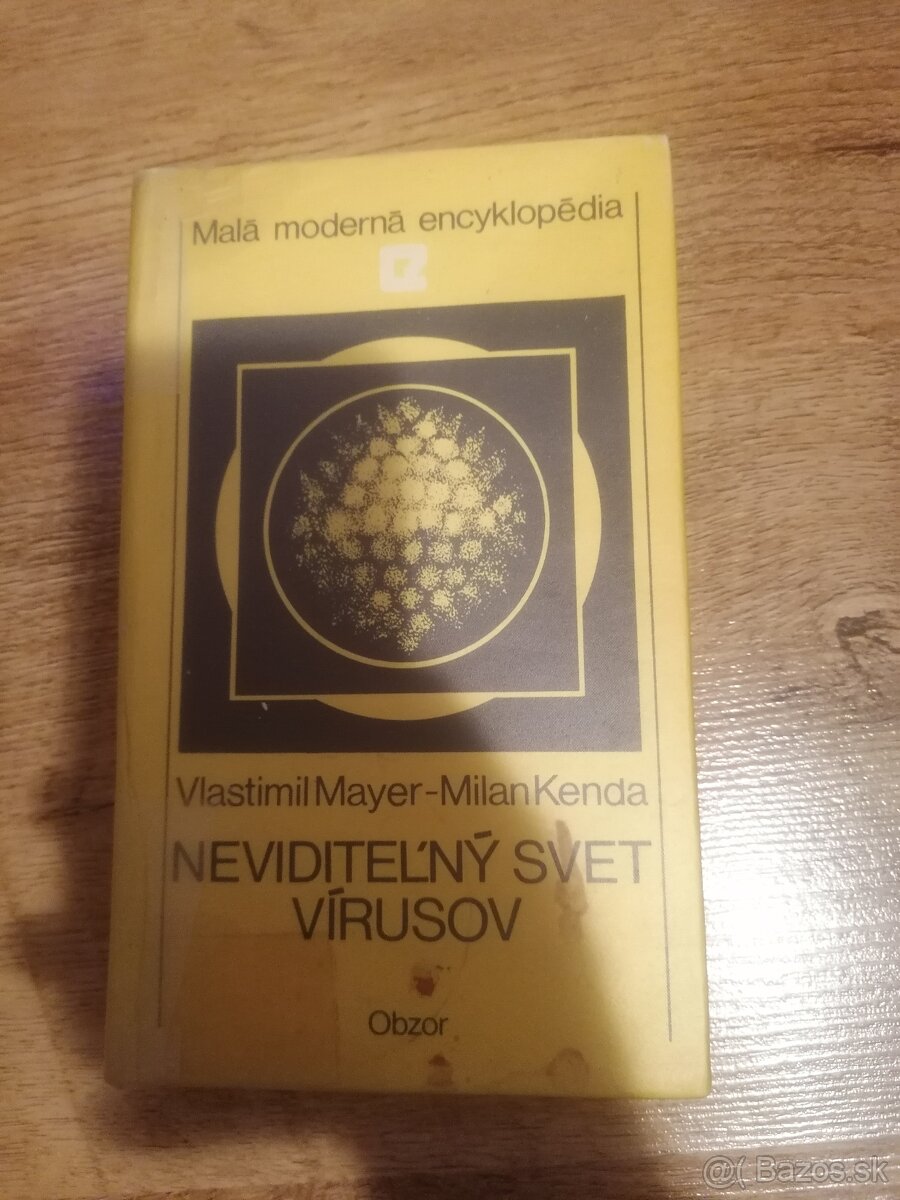 Malá moderná encyklopédia
Vlastimil Mayer-Milan Kenda
NEVIDITEĽNÝ SVET
VÍRUSOV
Obzor
@ Bazos.sk